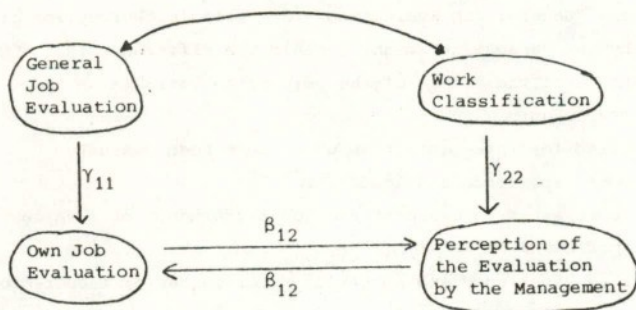 General
Job
Evaluation
Work
Classification
γ11
γ22
Own Job
Evaluation
β12
β12
Perception of
the Evaluation
by the Management